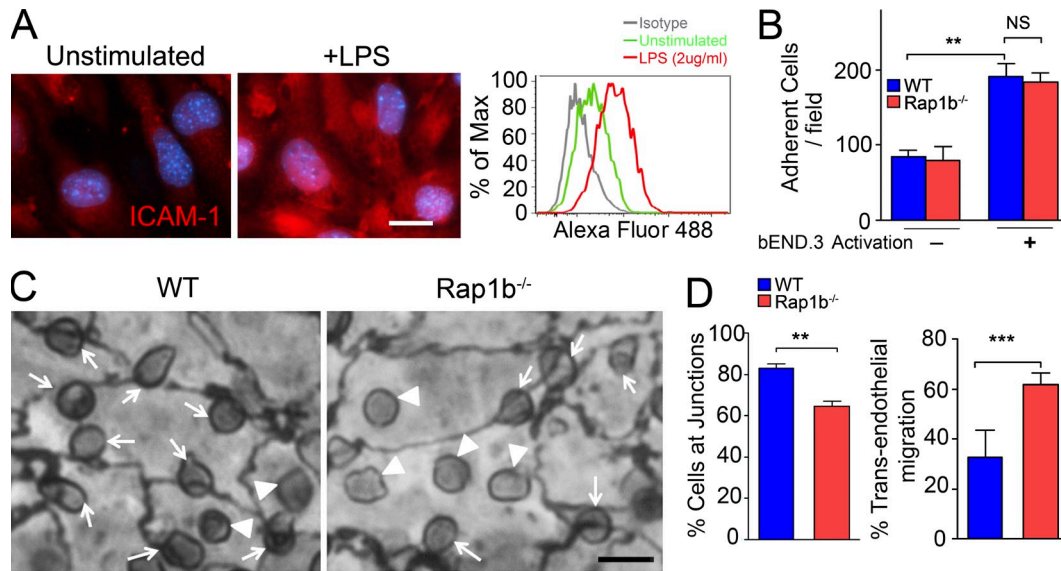 A
Unstimulated
+LPS
ICAM-1
Isotype
Unstimulated
LPS (2ug/ml)
% of Max
100
80
60
40
20
0
Alexa Fluor 488
B
NS
**
WT
Rap1b-/-
Adherent Cells
/ field
200
100
0
bEND.3 Activation
–
+
C
WT
Rap1b-/-
D
WT
Rap1b-/-
% Cells at Junctions
100
80
60
40
20
0
**
% Trans-endothelial
migration
80
60
40
20
0
***